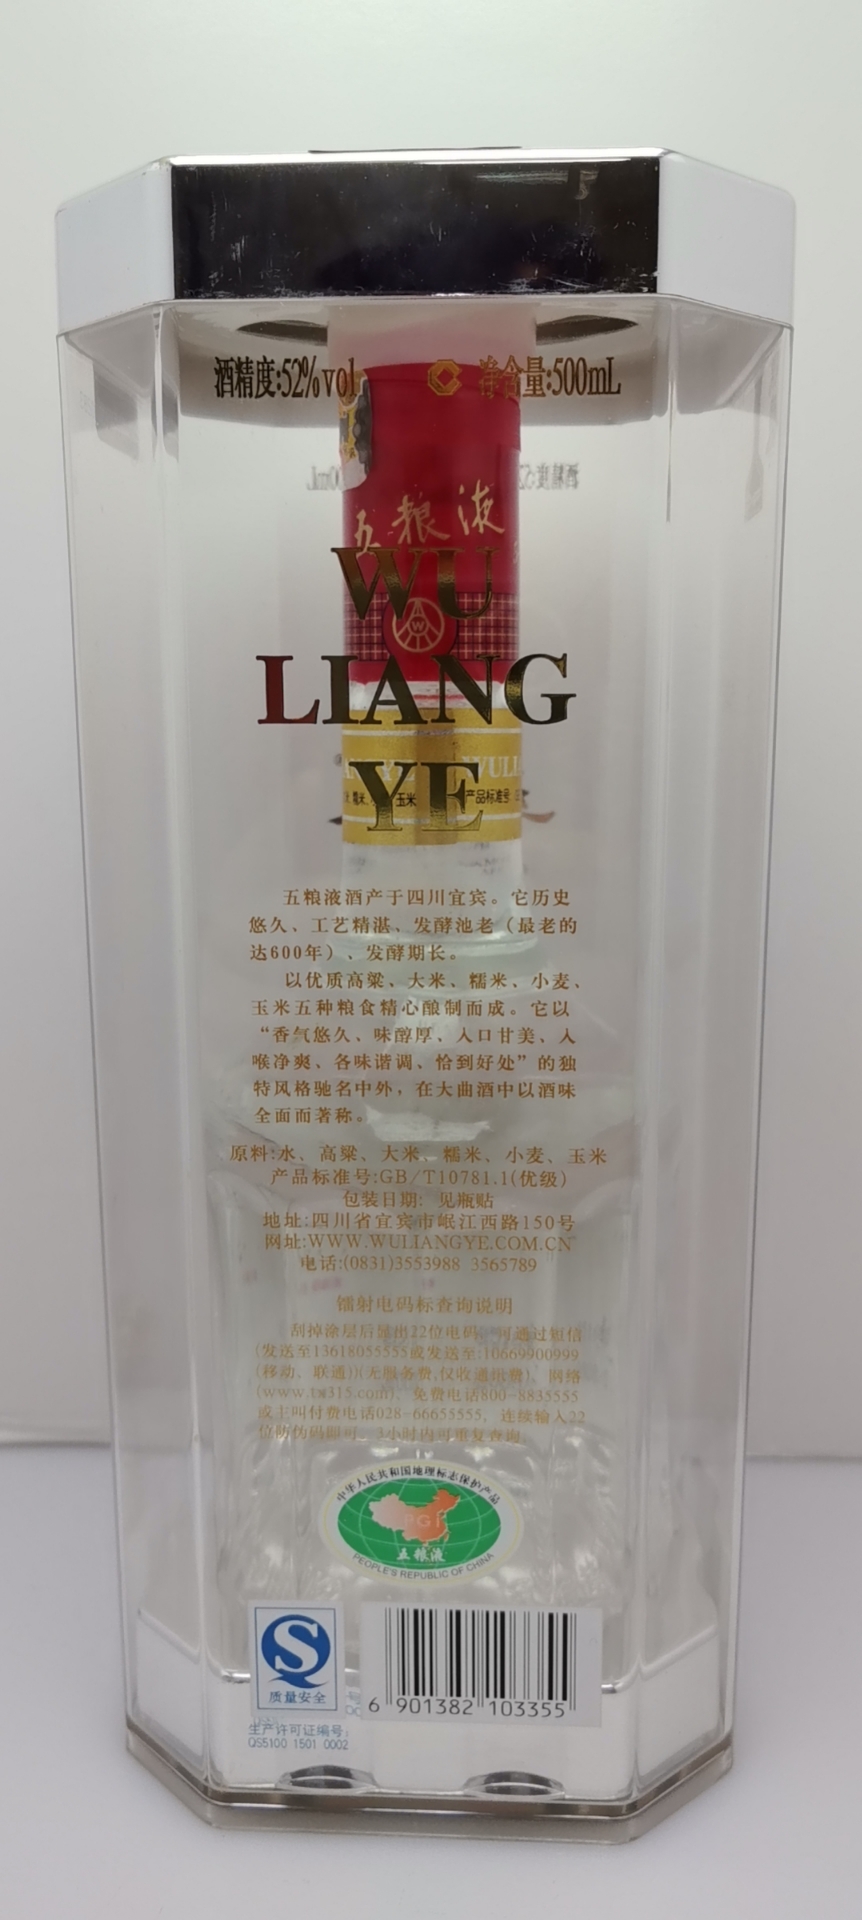 酒精度:52%vol 净含量:500mL
五粮液
WU
LIANG
YE
WULI
糯米、
玉米
产品标准号
五粮液酒产于四川宜宾。它历史
悠久、工艺精湛、发酵池老（最老的
达600年）、发酵期长。
以优质高粱、大米、糯米、小麦、
玉米五种粮食精心酿制而成。它以
“香气悠久、味醇厚、入口甘美、入
喉净爽、各味谐调、恰到好处”的独
特风格驰名中外，在大曲酒中以酒味
全面而著称。
原料:水、高粱、大米、糯米、小麦、玉米
产品标准号:GB/T10781.1(优级)
包装日期: 见瓶贴
地址:四川省宜宾市岷江西路150号
网址:WWW.WULIANGYE.COM.CN
电话:(0831)3553988 3565789
镭射电码标查询说明
刮掉涂层后露出22位电码，可通过短信
(发送至13618055555或发送至:10669900999
(移动、联通))(无服务费,仅收通讯费)，网络
(www.tx315.com)，免费电话800-8835555
或主叫付费电话028-66655555，连续输入22
位防伪码即可。3小时内可重复查询。
中华人民共和国地理标志保护产品
PGI
五粮液
PEOPLE'S REPUBLIC OF CHINA
S
质量安全
生产许可证编号:
QS5100 1501 0002
6 901382 103355